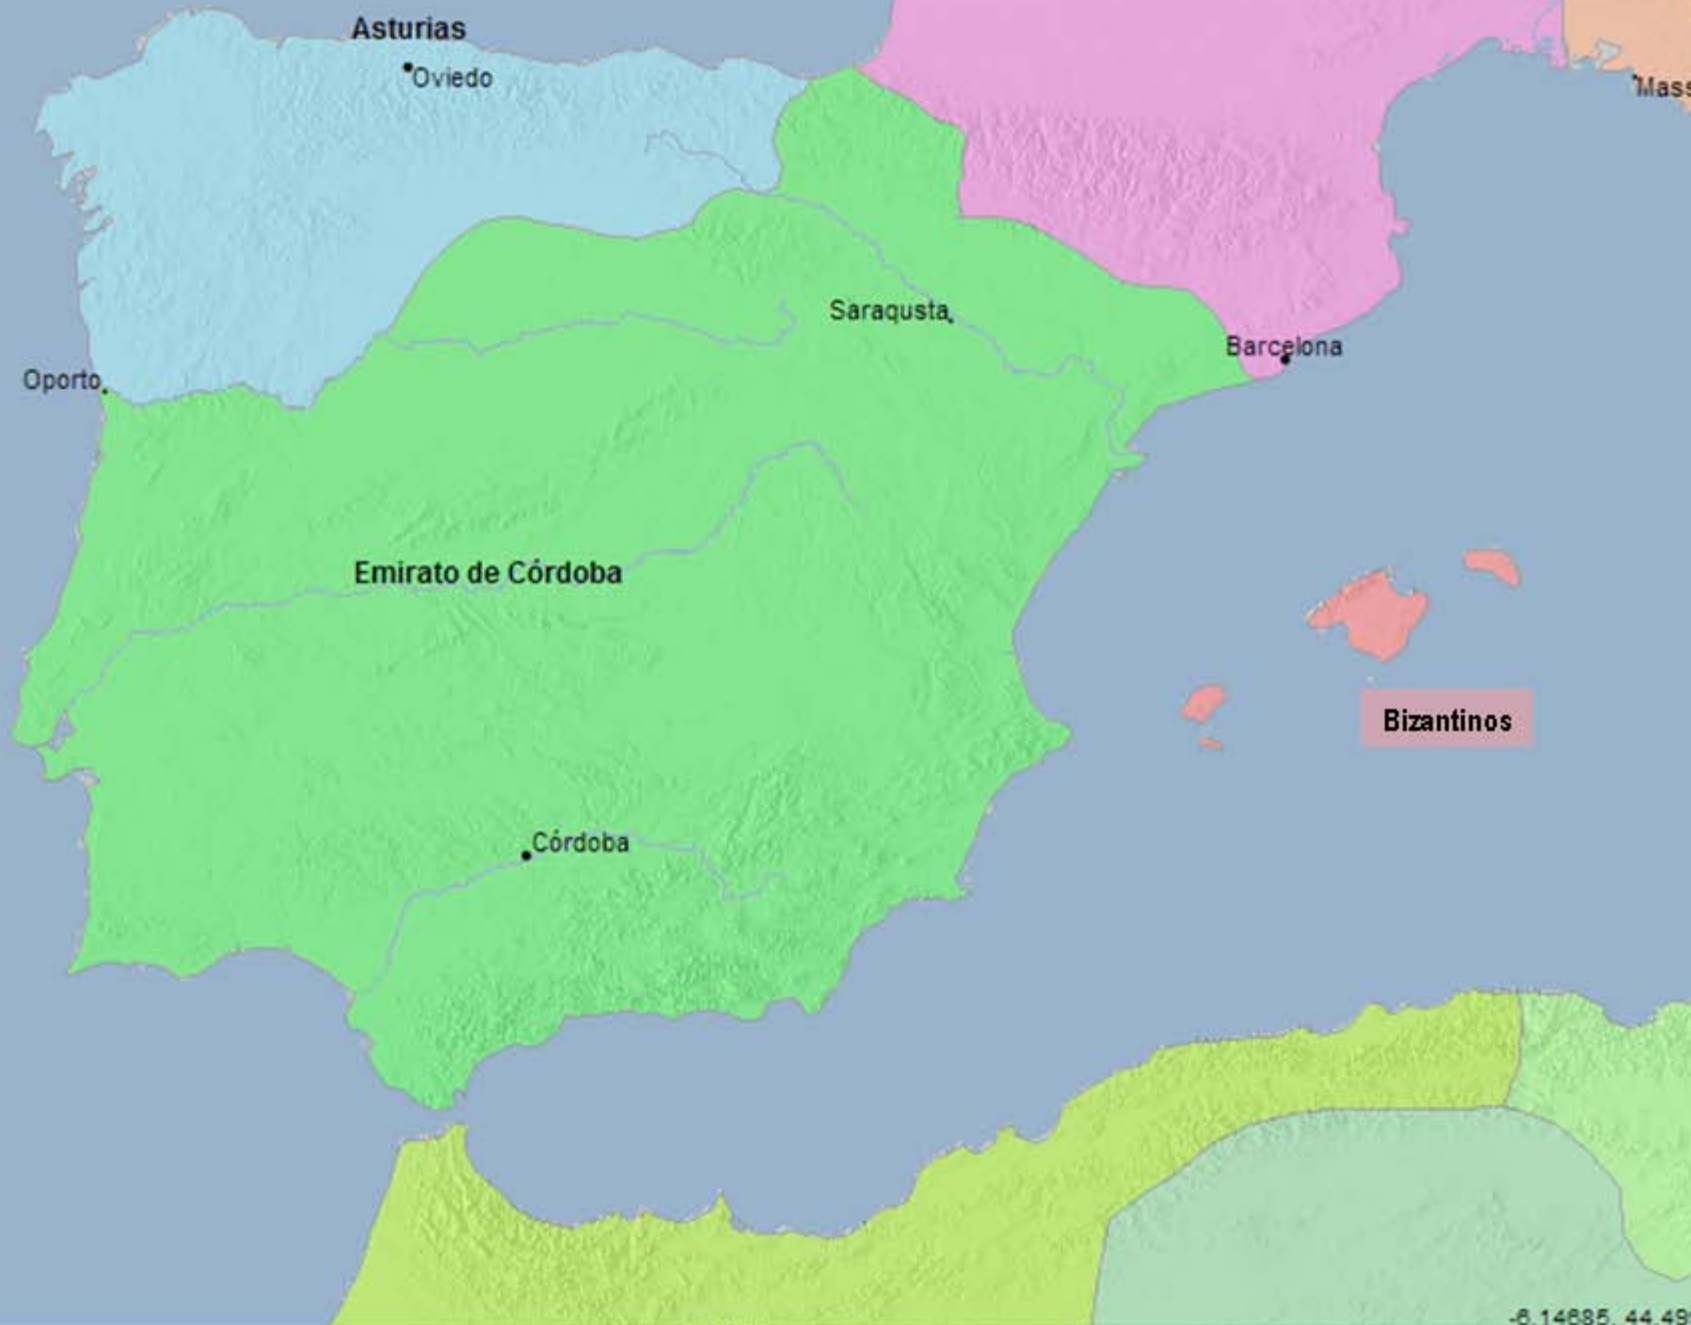 Asturias
Oviedo
Saraqusta
Barcelona
Oporto
Emirato de Córdoba
Bizantinos
Córdoba